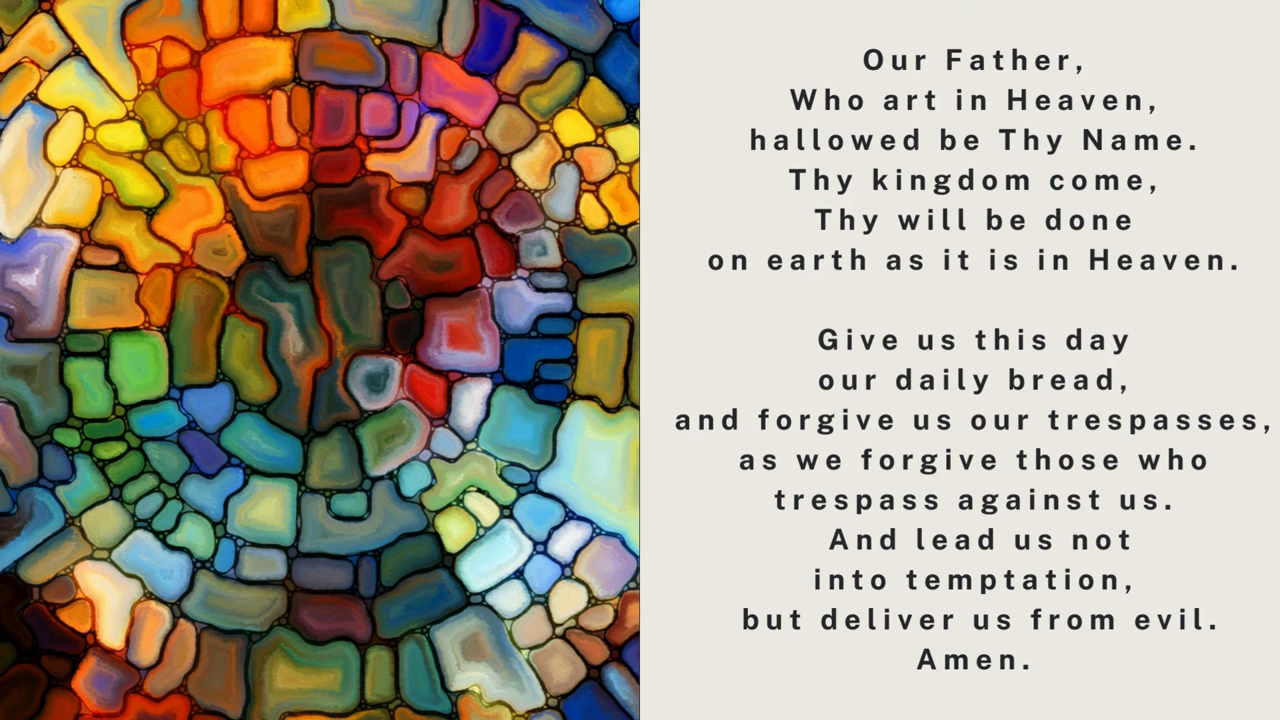 Our Father,
Who art in Heaven,
hallowed be Thy Name.
Thy kingdom come,
Thy will be done
on earth as it is in Heaven.
Give us this day
our daily bread,
and forgive us our trespasses,
as we forgive those who
trespass against us.
And lead us not
into temptation,
but deliver us from evil.
Amen.